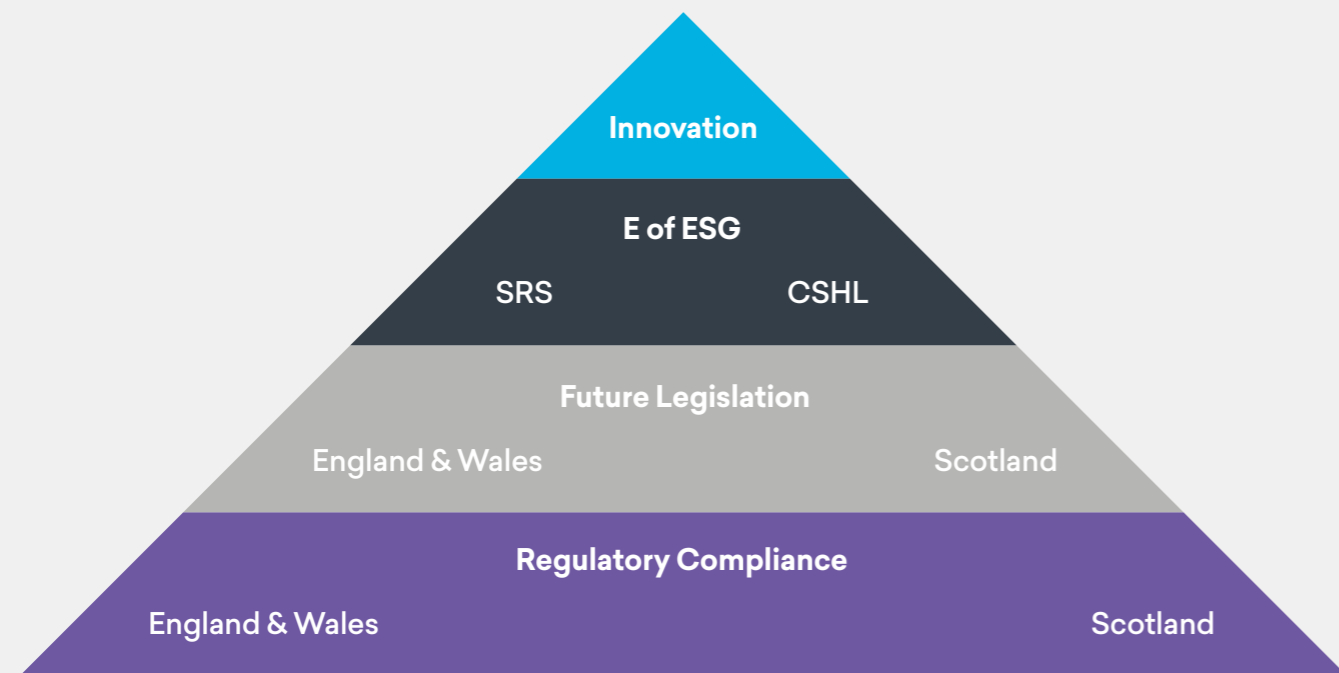 Innovation
E of ESG
SRS CSHL
Future Legislation
England & Wales Scotland
Regulatory Compliance
England & Wales Scotland